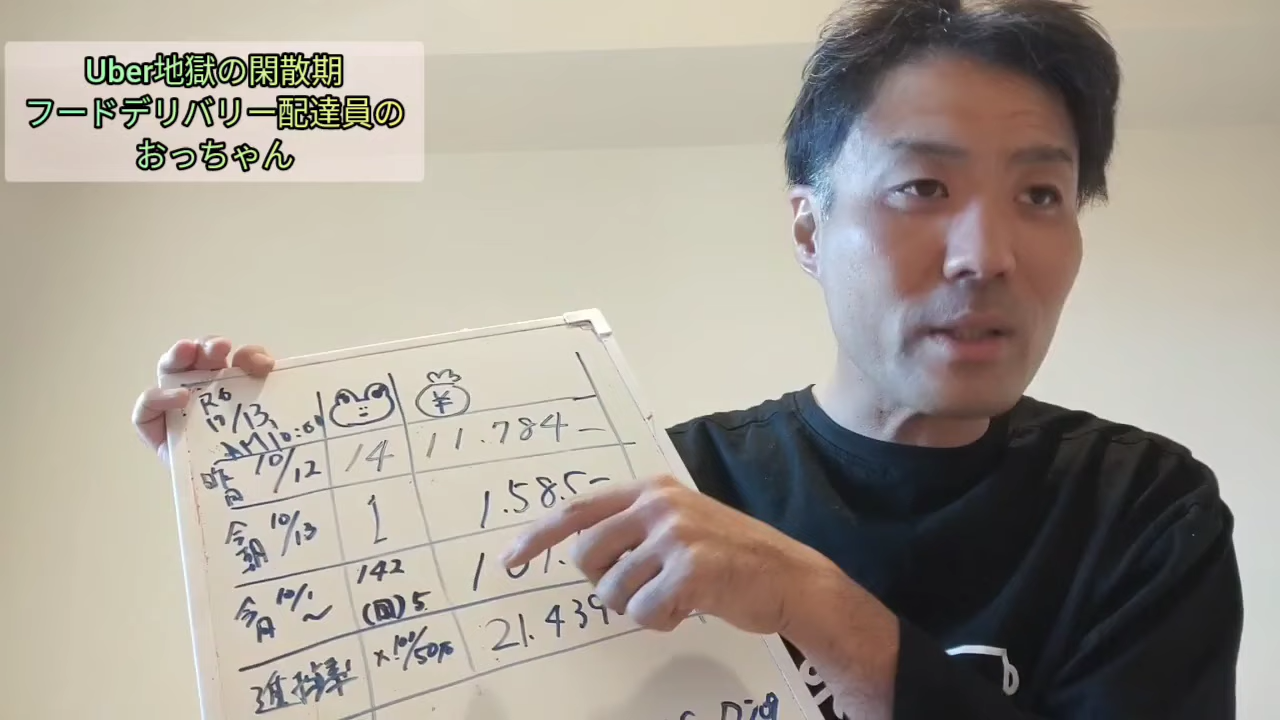 Uber地獄の閑散期
フードデリバリー配達員の
おっちゃん
R6
10/13
AM10:00
¥
昨日 10/12 14 11.784-
今朝 10/13 1 1.585-
今月 10/1~ 142 (回)5
進捗率 × 100/50% 21.439